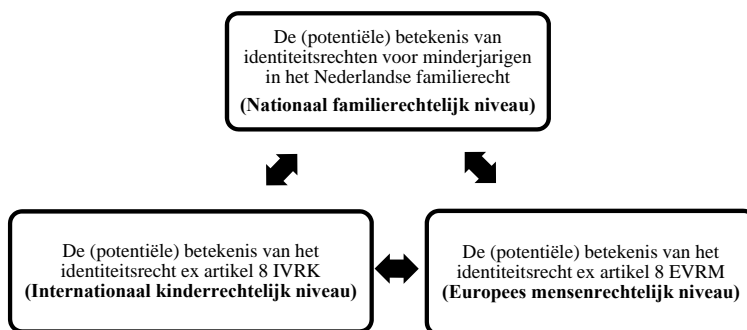 De (potentiële) betekenis van
identiteitsrechten voor minderjarigen
in het Nederlandse familierecht
(Nationaal familierechtelijk niveau)
De (potentiële) betekenis van het
identiteitsrecht ex artikel 8 IVRK
(Internationaal kinderrechtelijk niveau)
De (potentiële) betekenis van het
identiteitsrecht ex artikel 8 EVRM
(Europees mensenrechtelijk niveau)